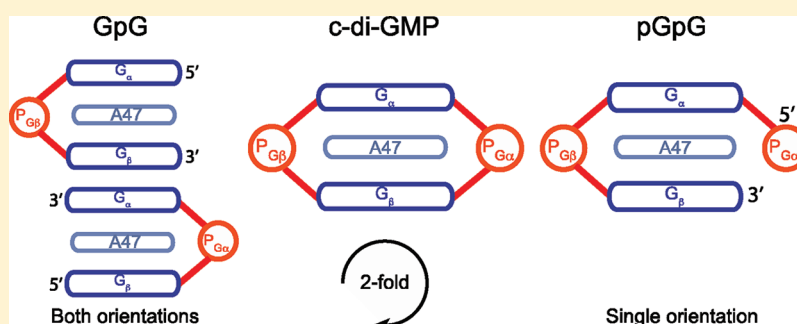 GpG
c-di-GMP
pGpG
Gα 5′
PGβ
A47
Gβ 3′
3′ Gα
A47
PGα
5′ Gβ
Both orientations
Gα
PGβ
A47
PGα
Gβ
2-fold
Gα
5′
PGβ
A47
PGα
Gβ 3′
Single orientation